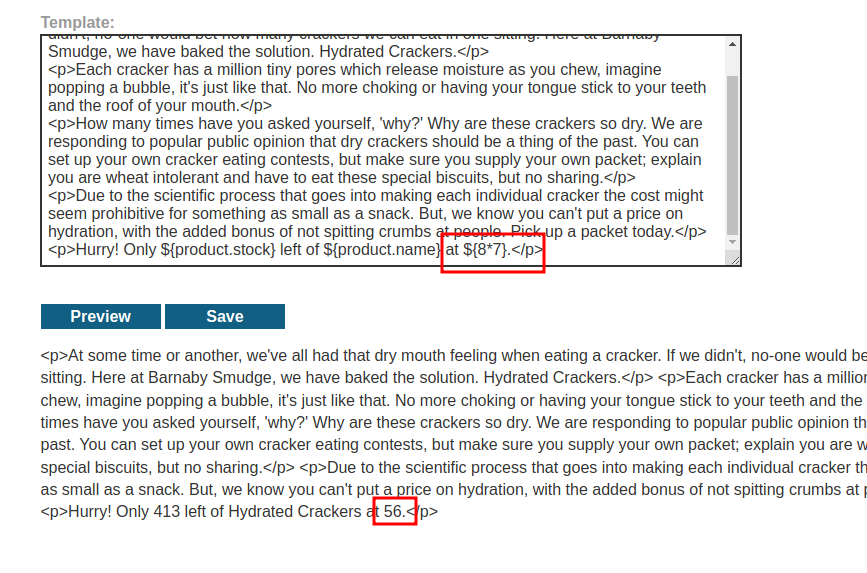 Template:
didn't, no-one would bet how many crackers we can eat in one sitting. Here at Barnaby
Smudge, we have baked the solution. Hydrated Crackers.</p>
<p>Each cracker has a million tiny pores which release moisture as you chew, imagine
popping a bubble, it's just like that. No more choking or having your tongue stick to your teeth
and the roof of your mouth.</p>
<p>How many times have you asked yourself, 'why?' Why are these crackers so dry. We are
responding to popular public opinion that dry crackers should be a thing of the past. You can
set up your own cracker eating contests, but make sure you supply your own packet; explain
you are wheat intolerant and have to eat these special biscuits, but no sharing.</p>
<p>Due to the scientific process that goes into making each individual cracker the cost might
seem prohibitive for something as small as a snack. But, we know you can't put a price on
hydration, with the added bonus of not spitting crumbs at people. Pick up a packet today.</p>
<p>Hurry! Only ${product.stock} left of ${product.name} at ${8*7}.</p>
Preview Save
<p>At some time or another, we've all had that dry mouth feeling when eating a cracker. If we didn't, no-one would be
sitting. Here at Barnaby Smudge, we have baked the solution. Hydrated Crackers.</p> <p>Each cracker has a million
chew, imagine popping a bubble, it's just like that. No more choking or having your tongue stick to your teeth and the
times have you asked yourself, 'why?' Why are these crackers so dry. We are responding to popular public opinion th
past. You can set up your own cracker eating contests, but make sure you supply your own packet; explain you are w
special biscuits, but no sharing.</p> <p>Due to the scientific process that goes into making each individual cracker th
as small as a snack. But, we know you can't put a price on hydration, with the added bonus of not spitting crumbs at p
<p>Hurry! Only 413 left of Hydrated Crackers at 56.</p>